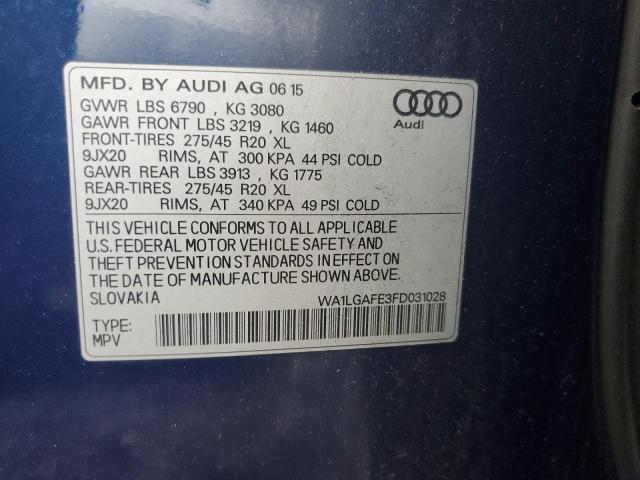 MFD. BY AUDI AG 06 15
GVWR LBS 6790 , KG 3080
GAWR FRONT LBS 3219 , KG 1460
FRONT-TIRES 275/45 R20 XL
9JX20 RIMS, AT 300 KPA 44 PSI COLD
GAWR REAR LBS 3913 , KG 1775
REAR-TIRES 275/45 R20 XL
9JX20 RIMS, AT 340 KPA 49 PSI COLD
Audi
THIS VEHICLE CONFORMS TO ALL APPLICABLE
U.S. FEDERAL MOTOR VEHICLE SAFETY AND
THEFT PREVENTION STANDARDS IN EFFECT ON
THE DATE OF MANUFACTURE SHOWN ABOVE.
SLOVAKIA WA1LGAFE3FD031028
TYPE:
MPV